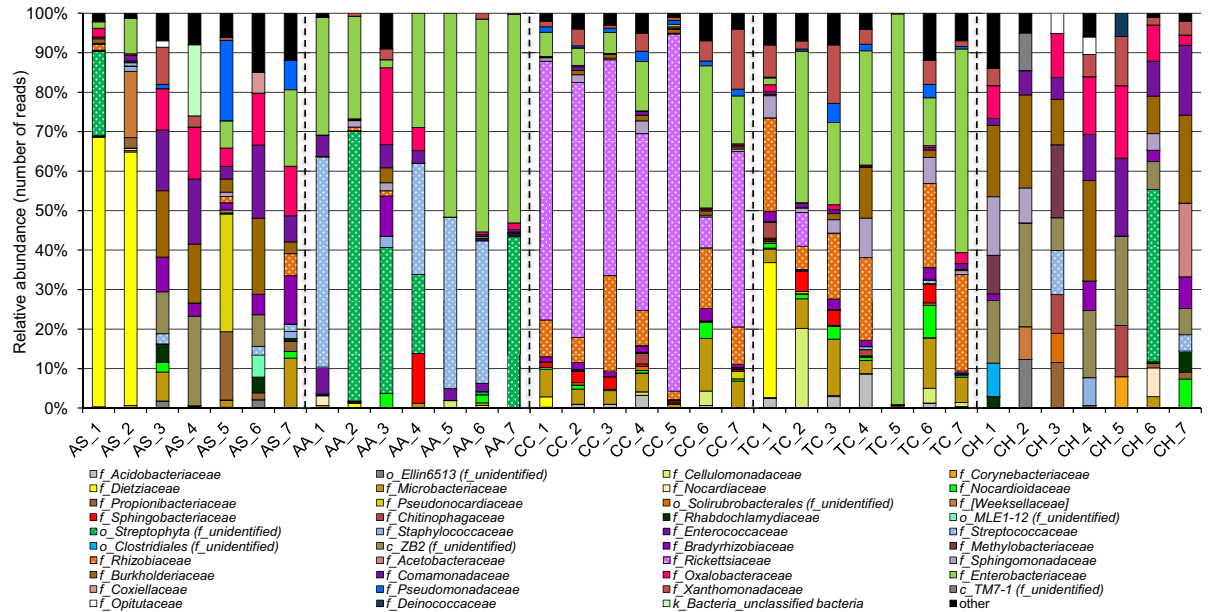 Relative abundance (number of reads)
100%
90%
80%
70%
60%
50%
40%
30%
20%
10%
0%
AS_1 AS_2 AS_3 AS_4 AS_5 AS_6 AS_7 AA_1 AA_2 AA_3 AA_4 AA_5 AA_6 AA_7 CC_1 CC_2 CC_3 CC_4 CC_5 CC_6 CC_7 TC_1 TC_2 TC_3 TC_4 TC_5 TC_6 TC_7 CH_1 CH_2 CH_3 CH_4 CH_5 CH_6 CH_7
f_Acidobacteriaceae o_Ellin6513 (f_unidentified) f_Cellulomonadaceae f_Corynebacteriaceae
f_Dietziaceae f_Microbacteriaceae f_Nocardiaceae f_Nocardioidaceae
f_Propionibacteriaceae f_Pseudonocardiaceae o_Solirubrobacterales (f_unidentified) f_[Weeksellaceae]
f_Sphingobacteriaceae f_Chitinophagaceae f_Rhabdochlamydiaceae o_MLE1-12 (f_unidentified)
o_Streptophyta (f_unidentified) f_Staphylococcaceae f_Enterococcaceae f_Streptococcaceae
o_Clostridiales (f_unidentified) c_ZB2 (f_unidentified) f_Bradyrhizobiaceae f_Methylobacteriaceae
f_Rhizobiaceae f_Acetobacteraceae f_Rickettsiaceae f_Sphingomonadaceae
f_Burkholderiaceae f_Comamonadaceae f_Oxalobacteraceae f_Enterobacteriaceae
f_Coxiellaceae f_Pseudomonadaceae f_Xanthomonadaceae c_TM7-1 (f_unidentified)
f_Opitutaceae f_Deinococcaceae k_Bacteria_unclassified bacteria other